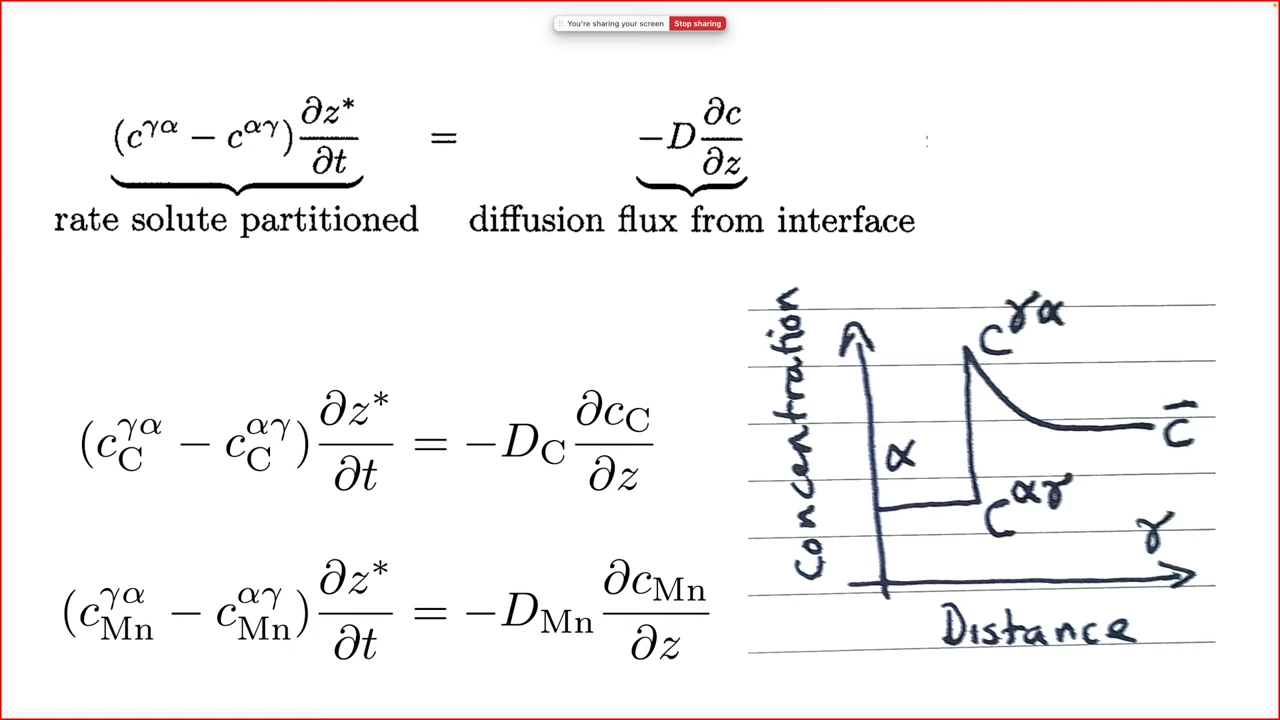 You're sharing your screen Stop sharing
(c^{γα} − c^{αγ}) ∂z*/∂t = −D ∂c/∂z
rate solute partitioned diffusion flux from interface
(c_C^{γα} − c_C^{αγ}) ∂z*/∂t = −D_C ∂c_C/∂z
(c_Mn^{γα} − c_Mn^{αγ}) ∂z*/∂t = −D_Mn ∂c_Mn/∂z
Concentration
C^{γα}
c̄
α
C^{αγ}
γ
Distance